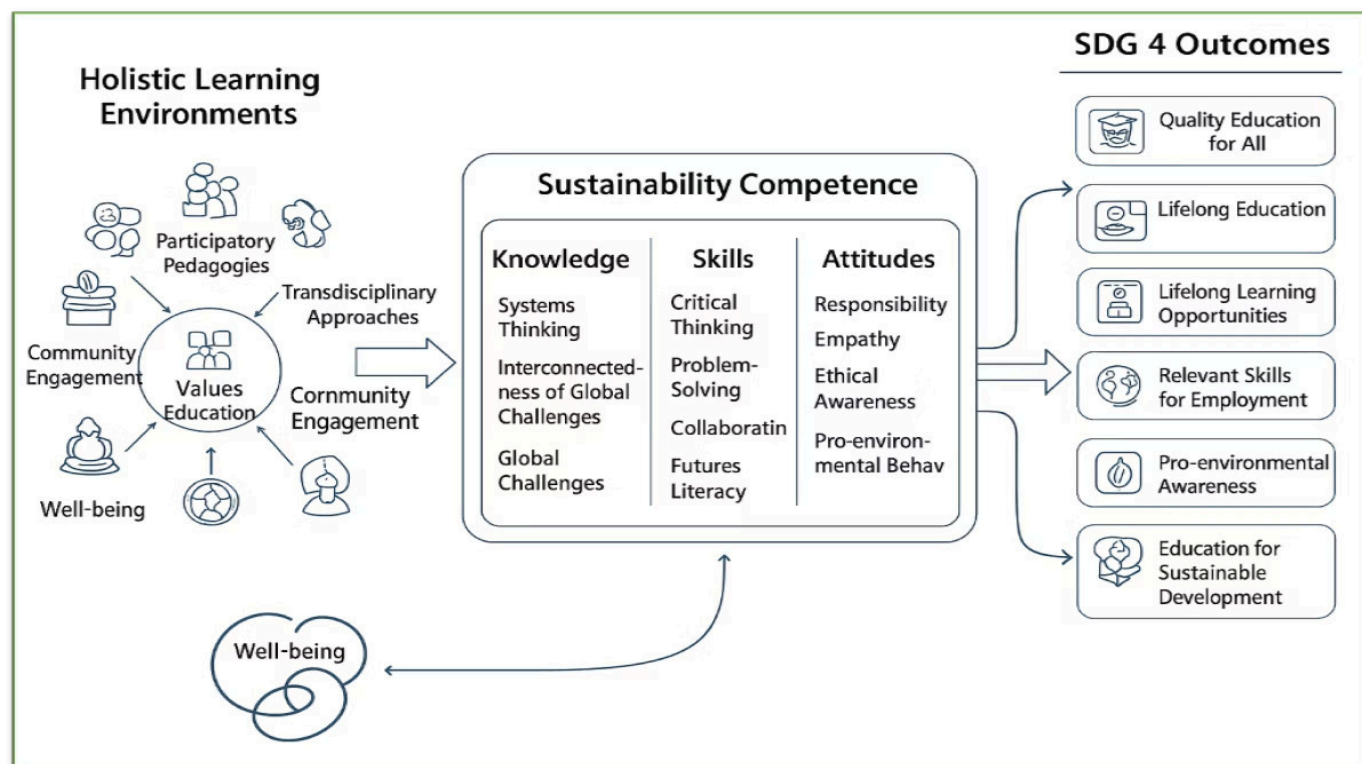 Holistic Learning
Environments
Participatory
Pedagogies
Transdisciplinary
Approaches
Community
Engagement
Values
Education
Cornmunity
Engagement
Well-being
Well-being
Sustainability Competence
Knowledge
Systems
Thinking
Interconnected-
ness of Global
Challenges
Global
Challenges
Skills
Critical
Thinking
Problem-
Solving
Collaboratin
Futures
Literacy
Attitudes
Responsibility
Empathy
Ethical
Awareness
Pro-environ-
mental Behav
SDG 4 Outcomes
Quality Education
for All
Lifelong Education
Lifelong Learning
Opportunities
Relevant Skills
for Employment
Pro-environmental
Awareness
Education for
Sustainable
Development